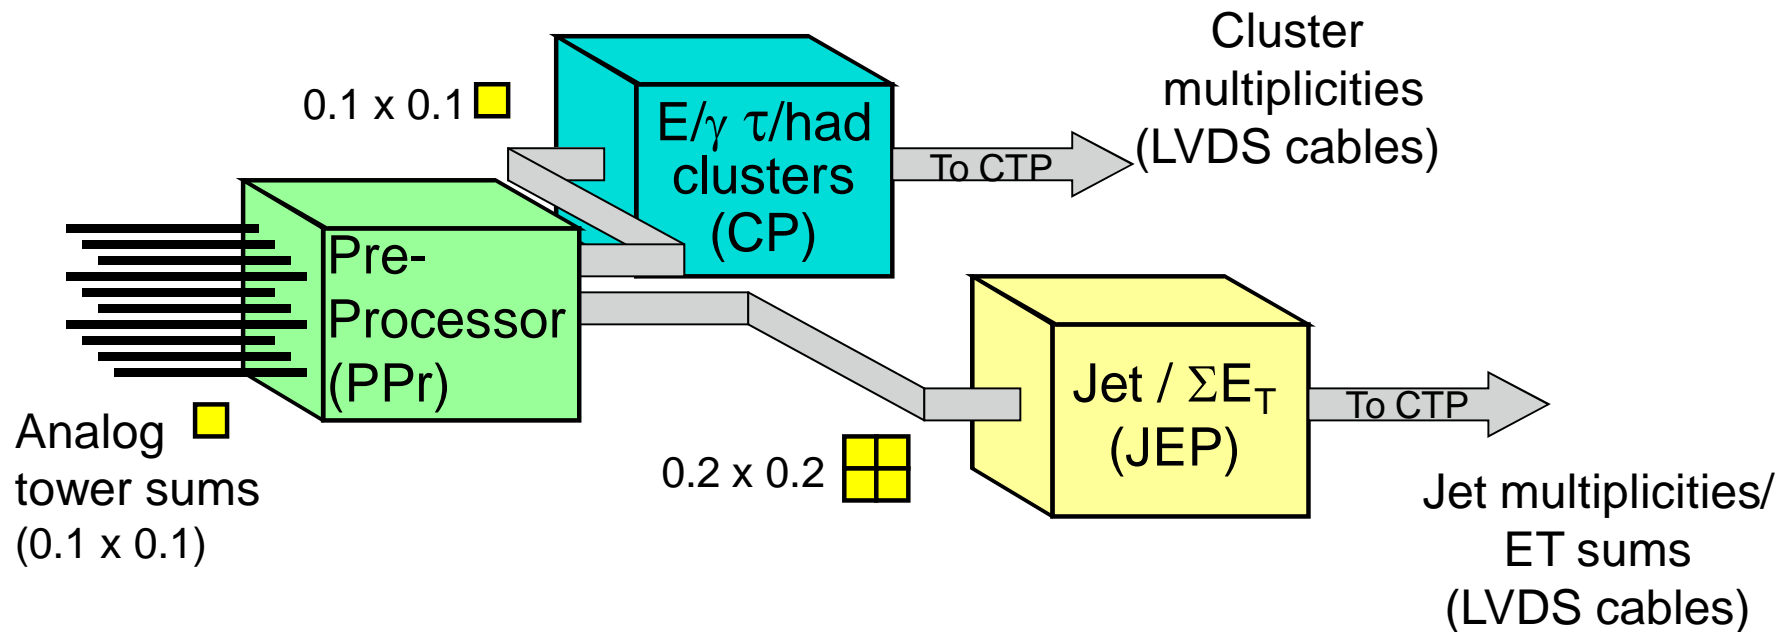 Cluster
multiplicities
(LVDS cables)
0.1 x 0.1
E/γ τ/had
clusters
(CP)
To CTP
Pre-
Processor
(PPr)
Analog
tower sums
(0.1 x 0.1)
0.2 x 0.2
Jet / ΣET
(JEP)
To CTP
Jet multiplicities/
ET sums
(LVDS cables)